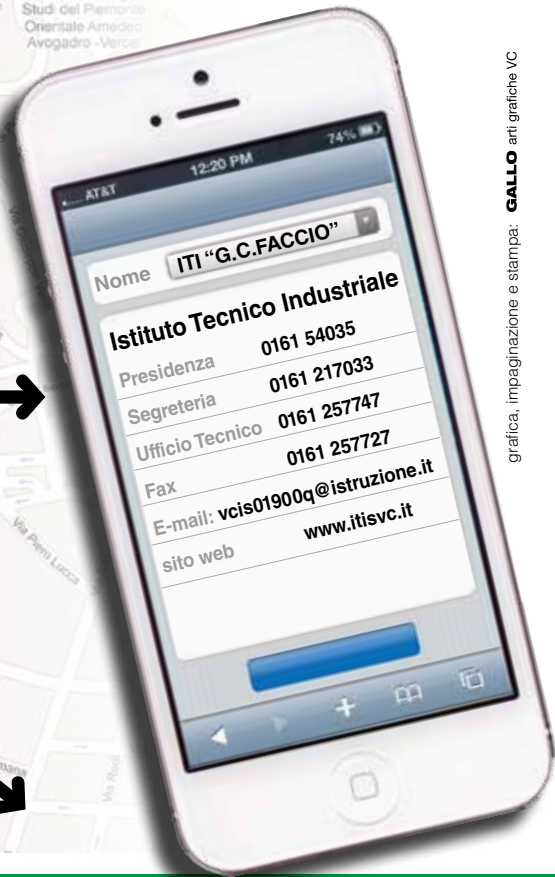 Studi del Piemonte
Orientale Amedeo
Avogadro -Vercel
AT&T
12:20 PM
74%
Nome ITI “G.C.FACCIO”
Istituto Tecnico Industriale
Presidenza 0161 54035
Segreteria 0161 217033
Ufficio Tecnico 0161 257747
Fax 0161 257727
E-mail: vcis01900q@istruzione.it
sito web www.itisvc.it
Via Piero Lucca
grafica, impaginazione e stampa: GALLO arti grafiche VC